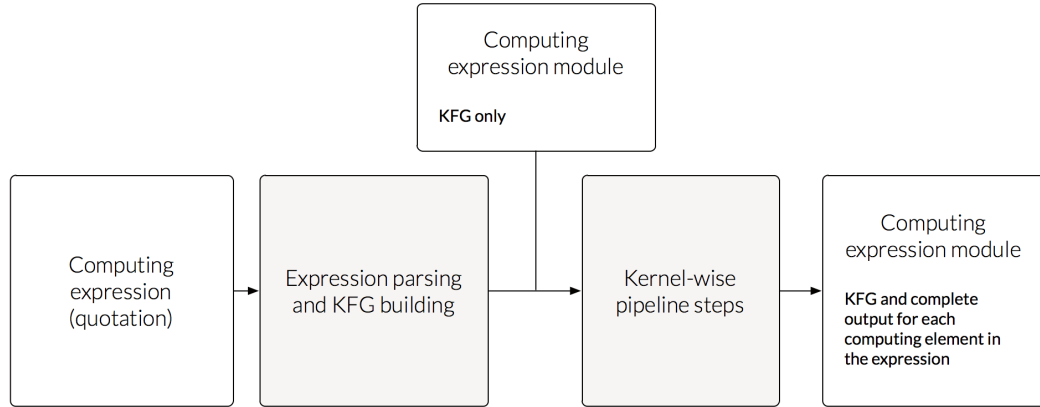 Computing
expression module
KFG only
Computing
expression
(quotation)
Expression parsing
and KFG building
Kernel-wise
pipeline steps
Computing
expression module
KFG and complete
output for each
computing element in
the expression